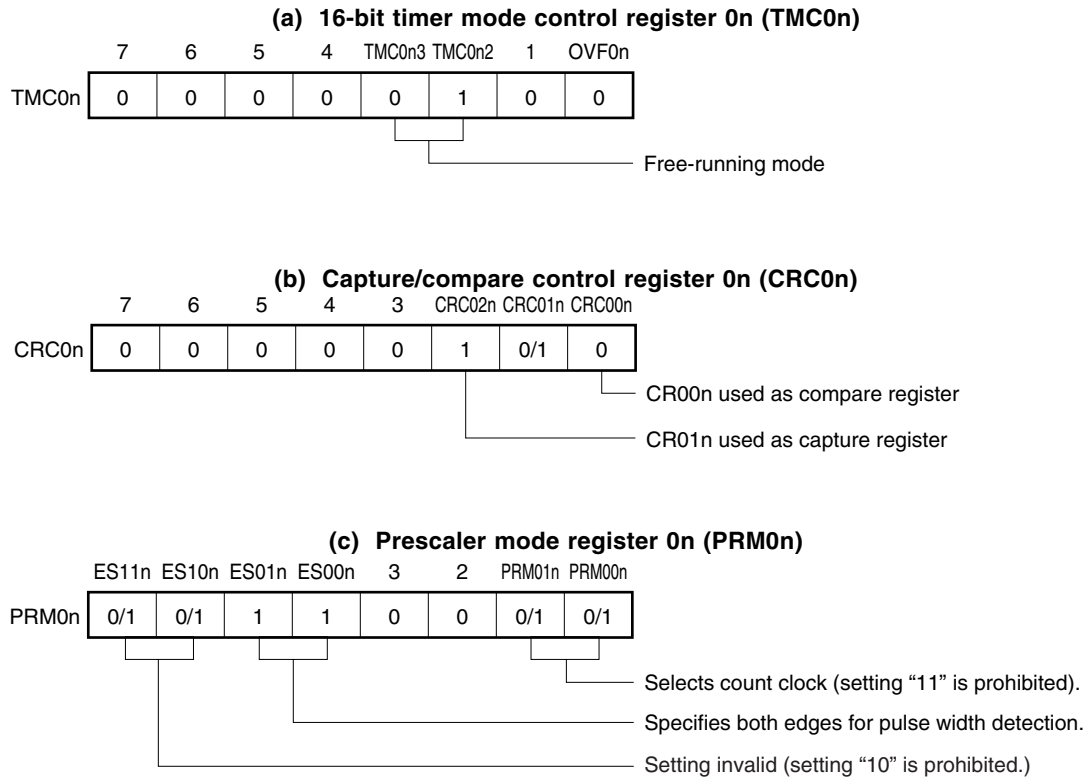 (a) 16-bit timer mode control register 0n (TMC0n)
7 6 5 4 TMC0n3 TMC0n2 1 OVF0n
TMC0n 0 0 0 0 0 1 0 0
Free-running mode
(b) Capture/compare control register 0n (CRC0n)
7 6 5 4 3 CRC02n CRC01n CRC00n
CRC0n 0 0 0 0 0 1 0/1 0
CR00n used as compare register
CR01n used as capture register
(c) Prescaler mode register 0n (PRM0n)
ES11n ES10n ES01n ES00n 3 2 PRM01n PRM00n
PRM0n 0/1 0/1 1 1 0 0 0/1 0/1
Selects count clock (setting “11” is prohibited).
Specifies both edges for pulse width detection.
Setting invalid (setting “10” is prohibited.)